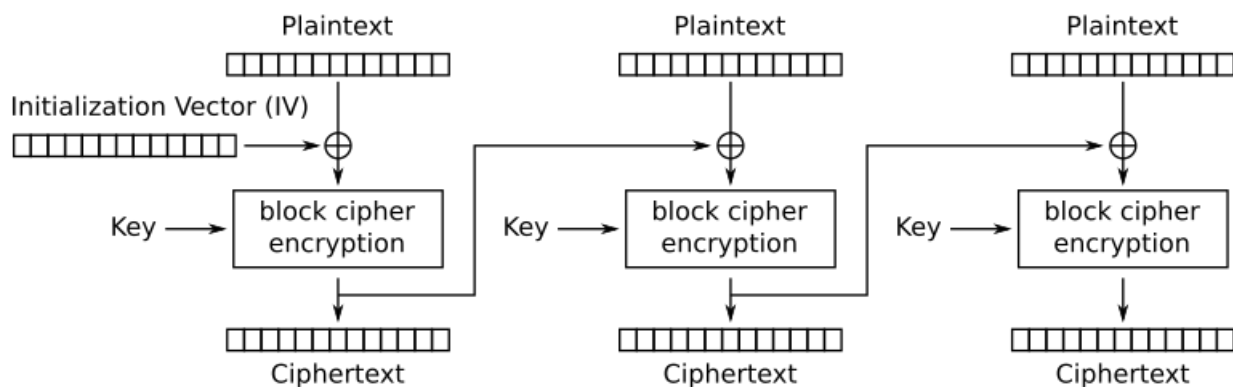 Plaintext
Plaintext
Plaintext
Initialization Vector (IV)
Key
block cipher
encryption
Key
block cipher
encryption
Key
block cipher
encryption
Ciphertext
Ciphertext
Ciphertext